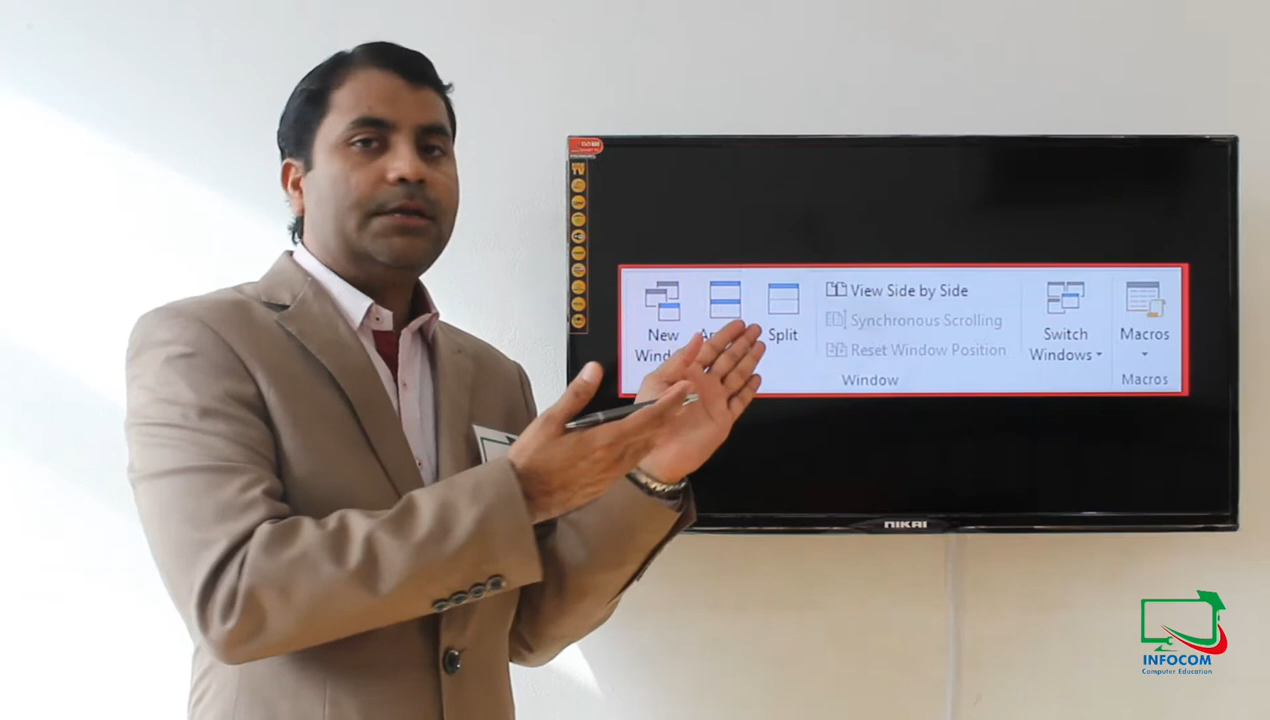 New
Split
View Side by Side
Synchronous Scrolling
Reset Window Position
Window
Switch
Windows
Macros
Macros
NIKAI
INFOCOM
Computer Education